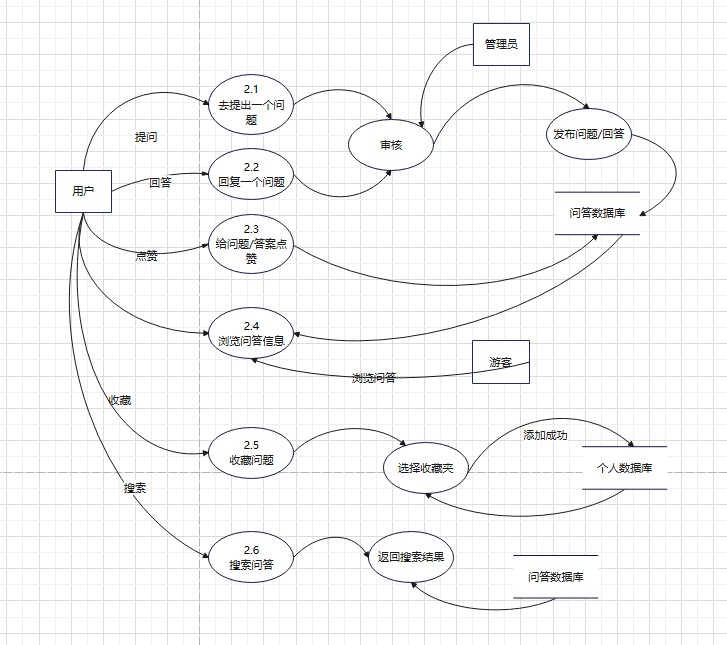 管理员
2.1
去提出一个问
题
提问
审核
发布问题/回答
用户
回答
2.2
回复一个问题
问答数据库
2.3
给问题/答案点
赞
点赞
2.4
浏览问答信息
游客
浏览问答
收藏
2.5
收藏问题
选择收藏夹
添加成功
个人数据库
搜索
2.6
搜索问答
返回搜索结果
问答数据库